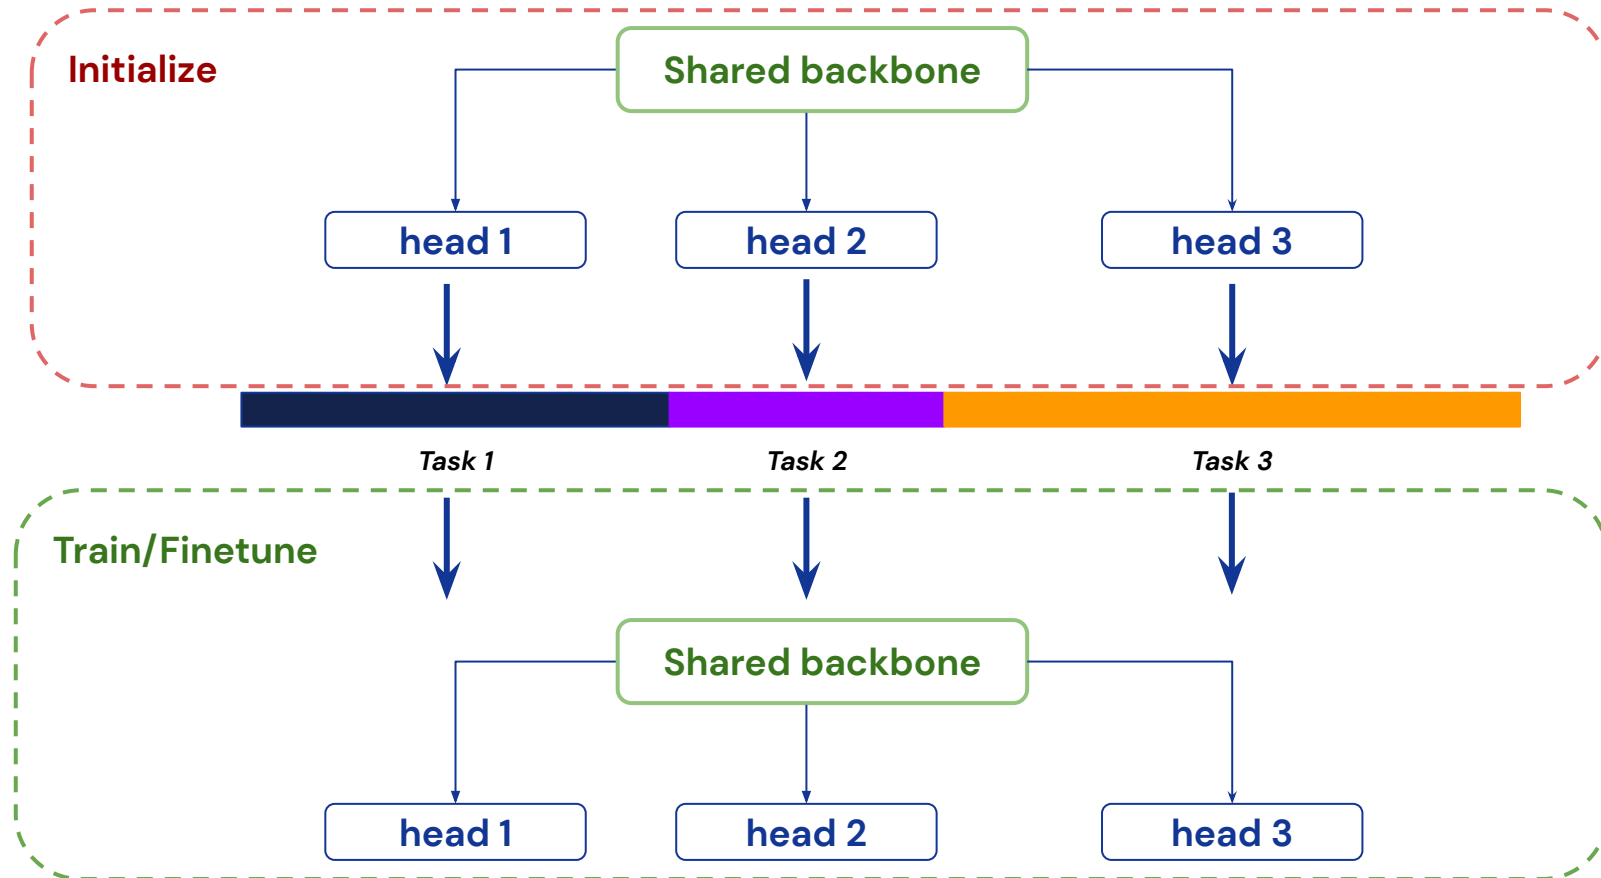 Initialize
Shared backbone
head 1
head 2
head 3
Task 1
Task 2
Task 3
Train/Finetune
Shared backbone
head 1
head 2
head 3